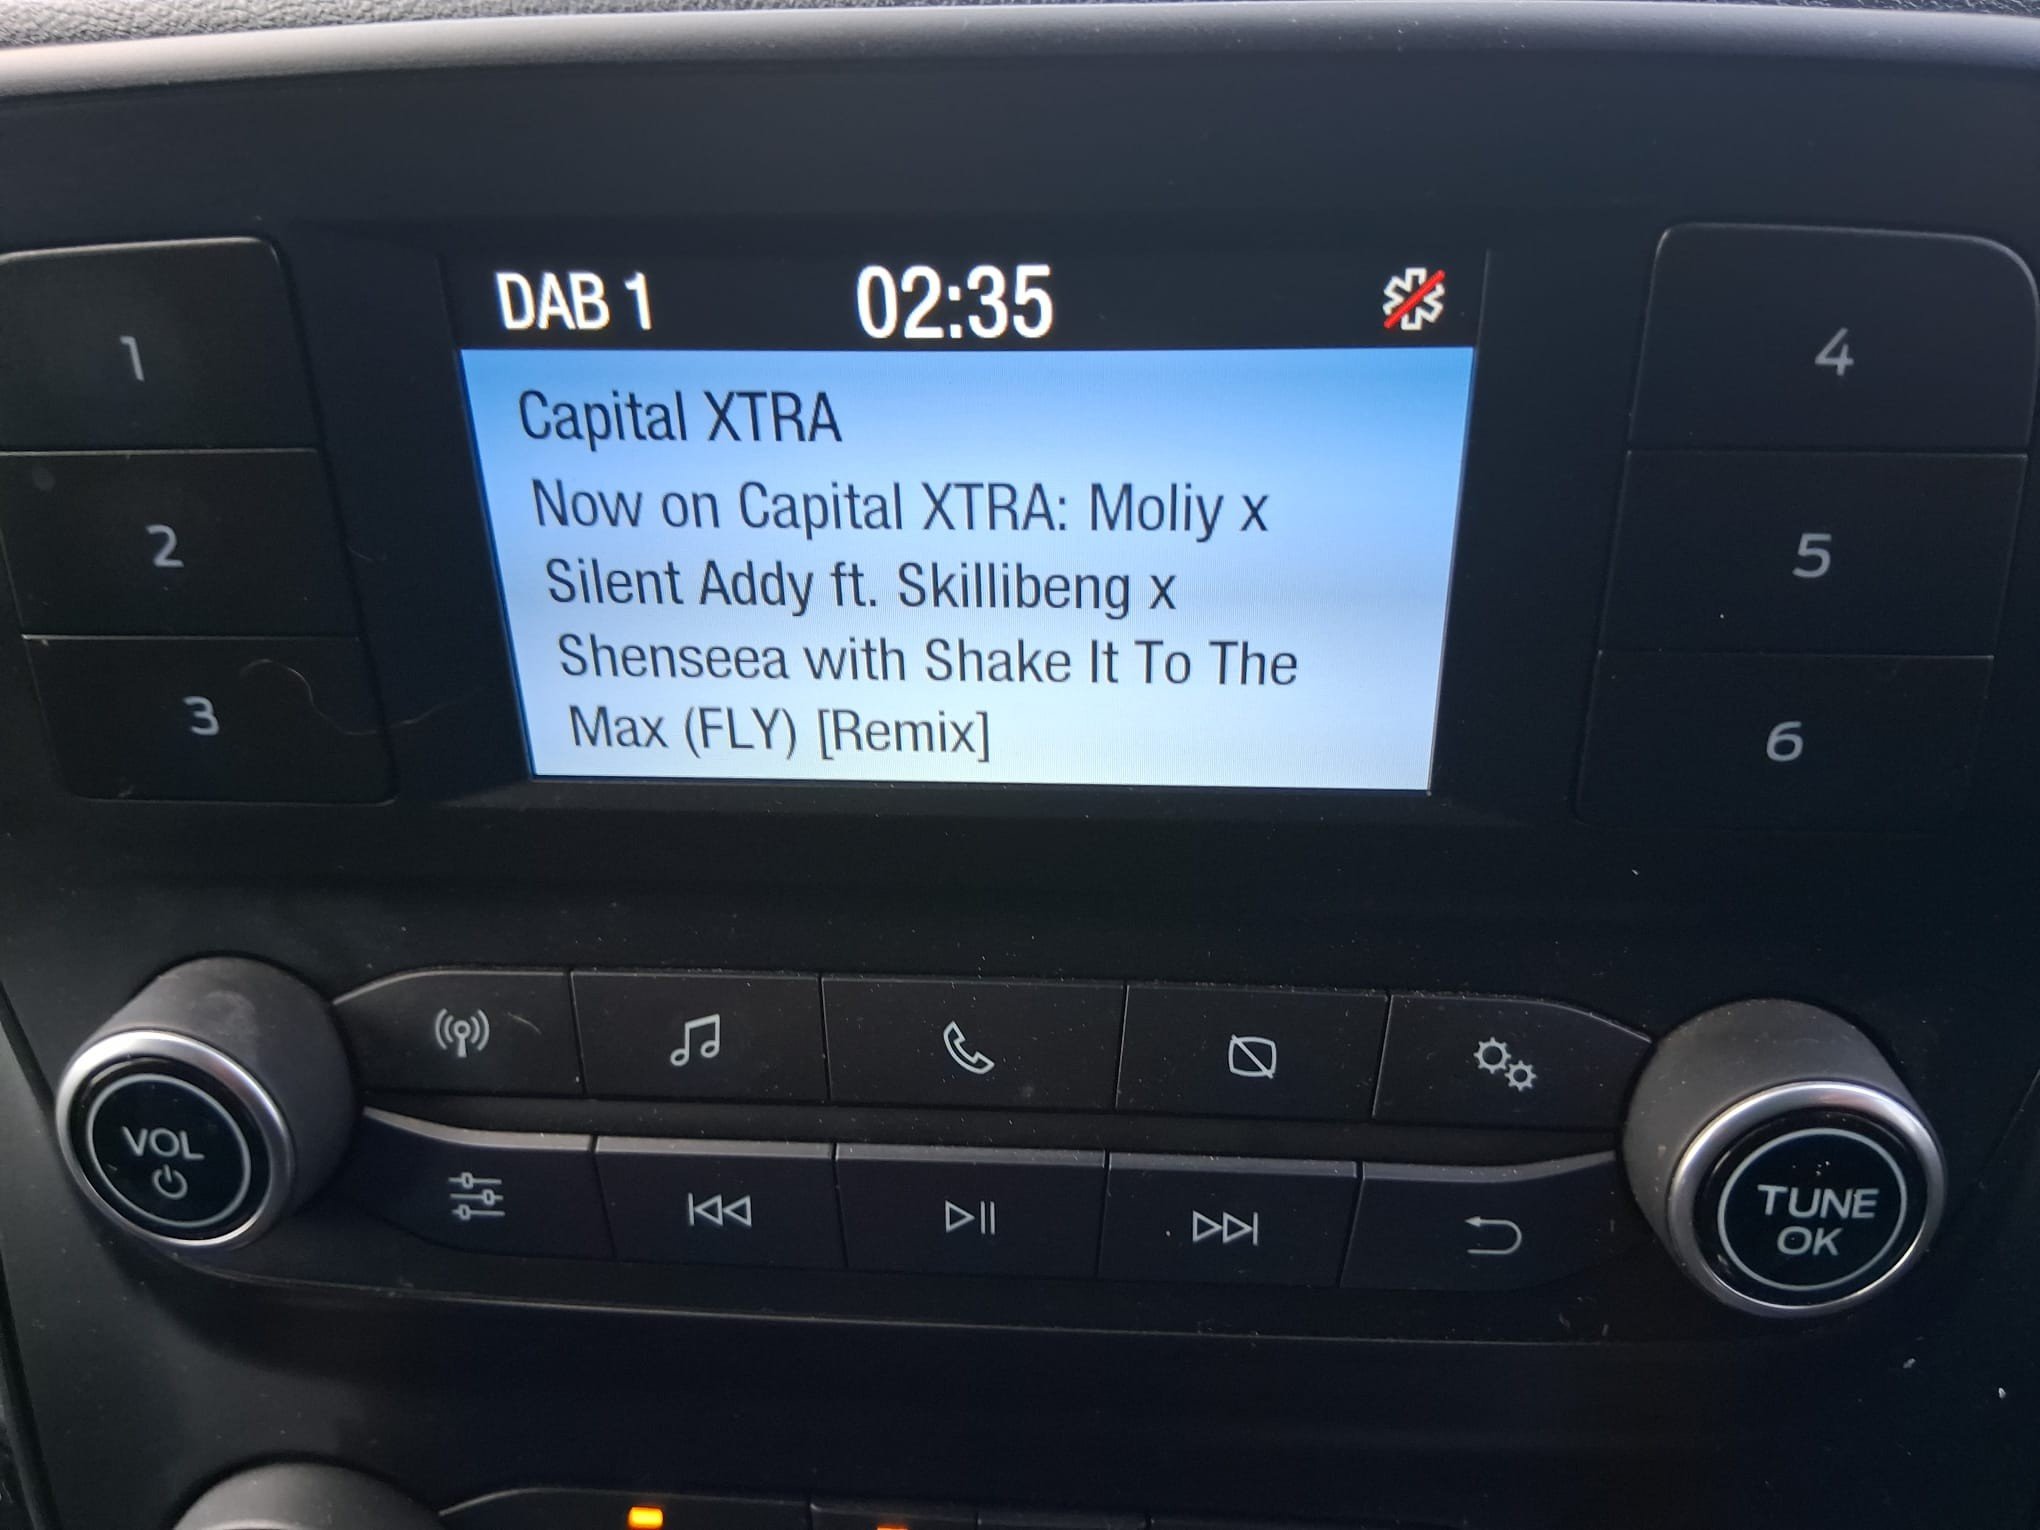 DAB 1 02:35
Capital XTRA
Now on Capital XTRA: Moliy x
Silent Addy ft. Skillibeng x
Shenseea with Shake It To The
Max (FLY) [Remix]
1
2
3
4
5
6
VOL
TUNE
OK